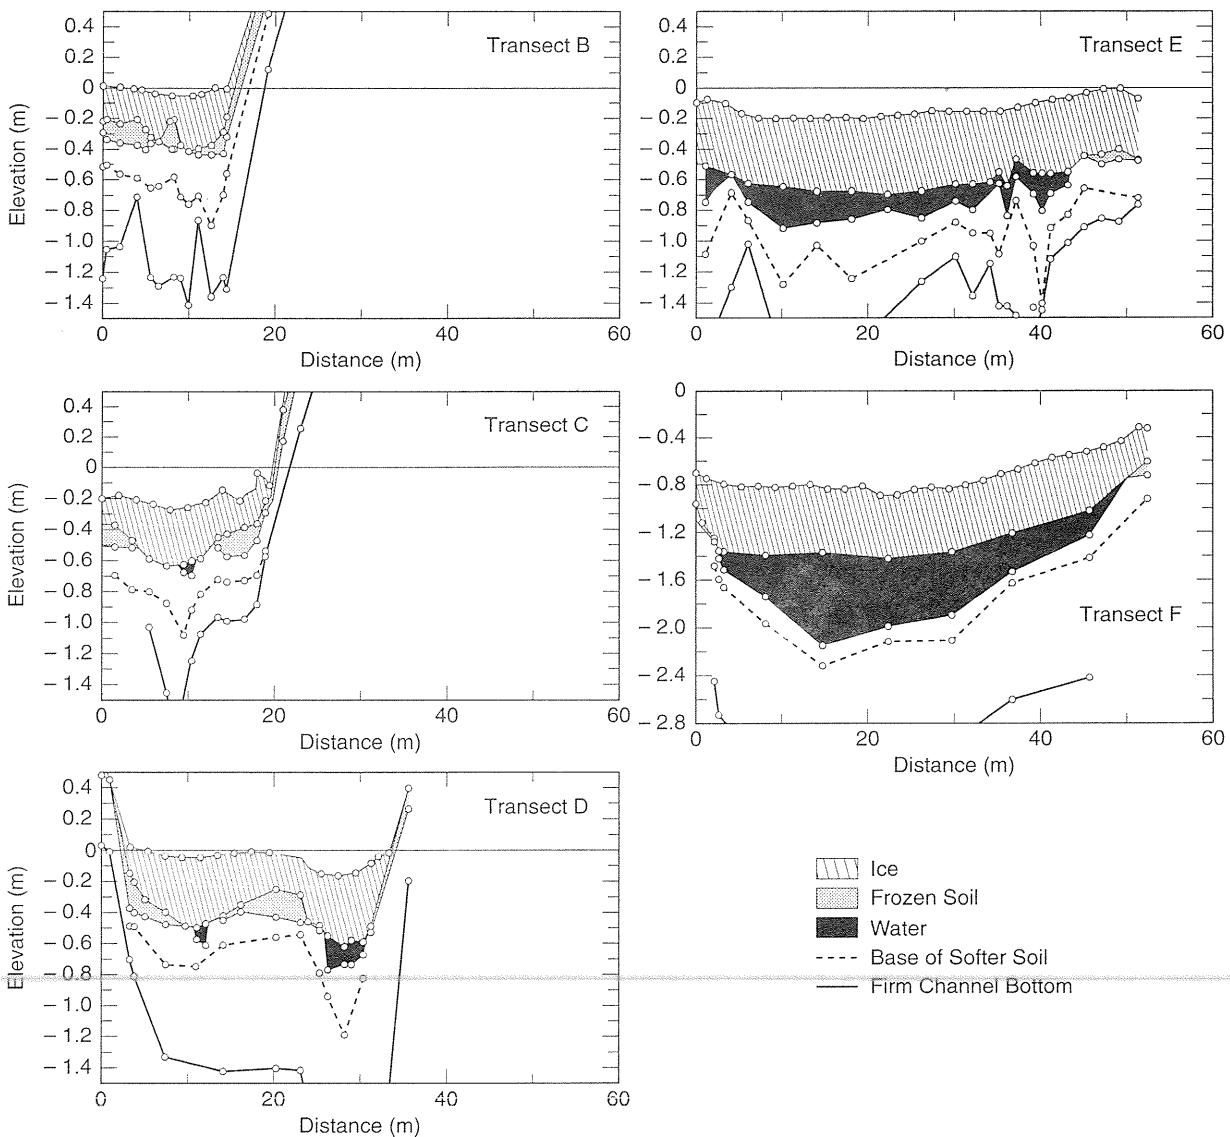 0.4
0.2
0
– 0.2
– 0.4
– 0.6
– 0.8
– 1.0
– 1.2
– 1.4
Elevation (m)
Transect B
0 20 40 60
Distance (m)
0.4
0.2
0
– 0.2
– 0.4
– 0.6
– 0.8
– 1.0
– 1.2
– 1.4
Transect E
0 20 40 60
Distance (m)
0.4
0.2
0
– 0.2
– 0.4
– 0.6
– 0.8
– 1.0
– 1.2
– 1.4
Elevation (m)
Transect C
0 20 40 60
Distance (m)
0
– 0.4
– 0.8
– 1.2
– 1.6
– 2.0
– 2.4
– 2.8
Transect F
0 20 40 60
Distance (m)
0.4
0.2
0
– 0.2
– 0.4
– 0.6
– 0.8
– 1.0
– 1.2
– 1.4
Elevation (m)
Transect D
0 20 40 60
Distance (m)
Ice
Frozen Soil
Water
Base of Softer Soil
Firm Channel Bottom